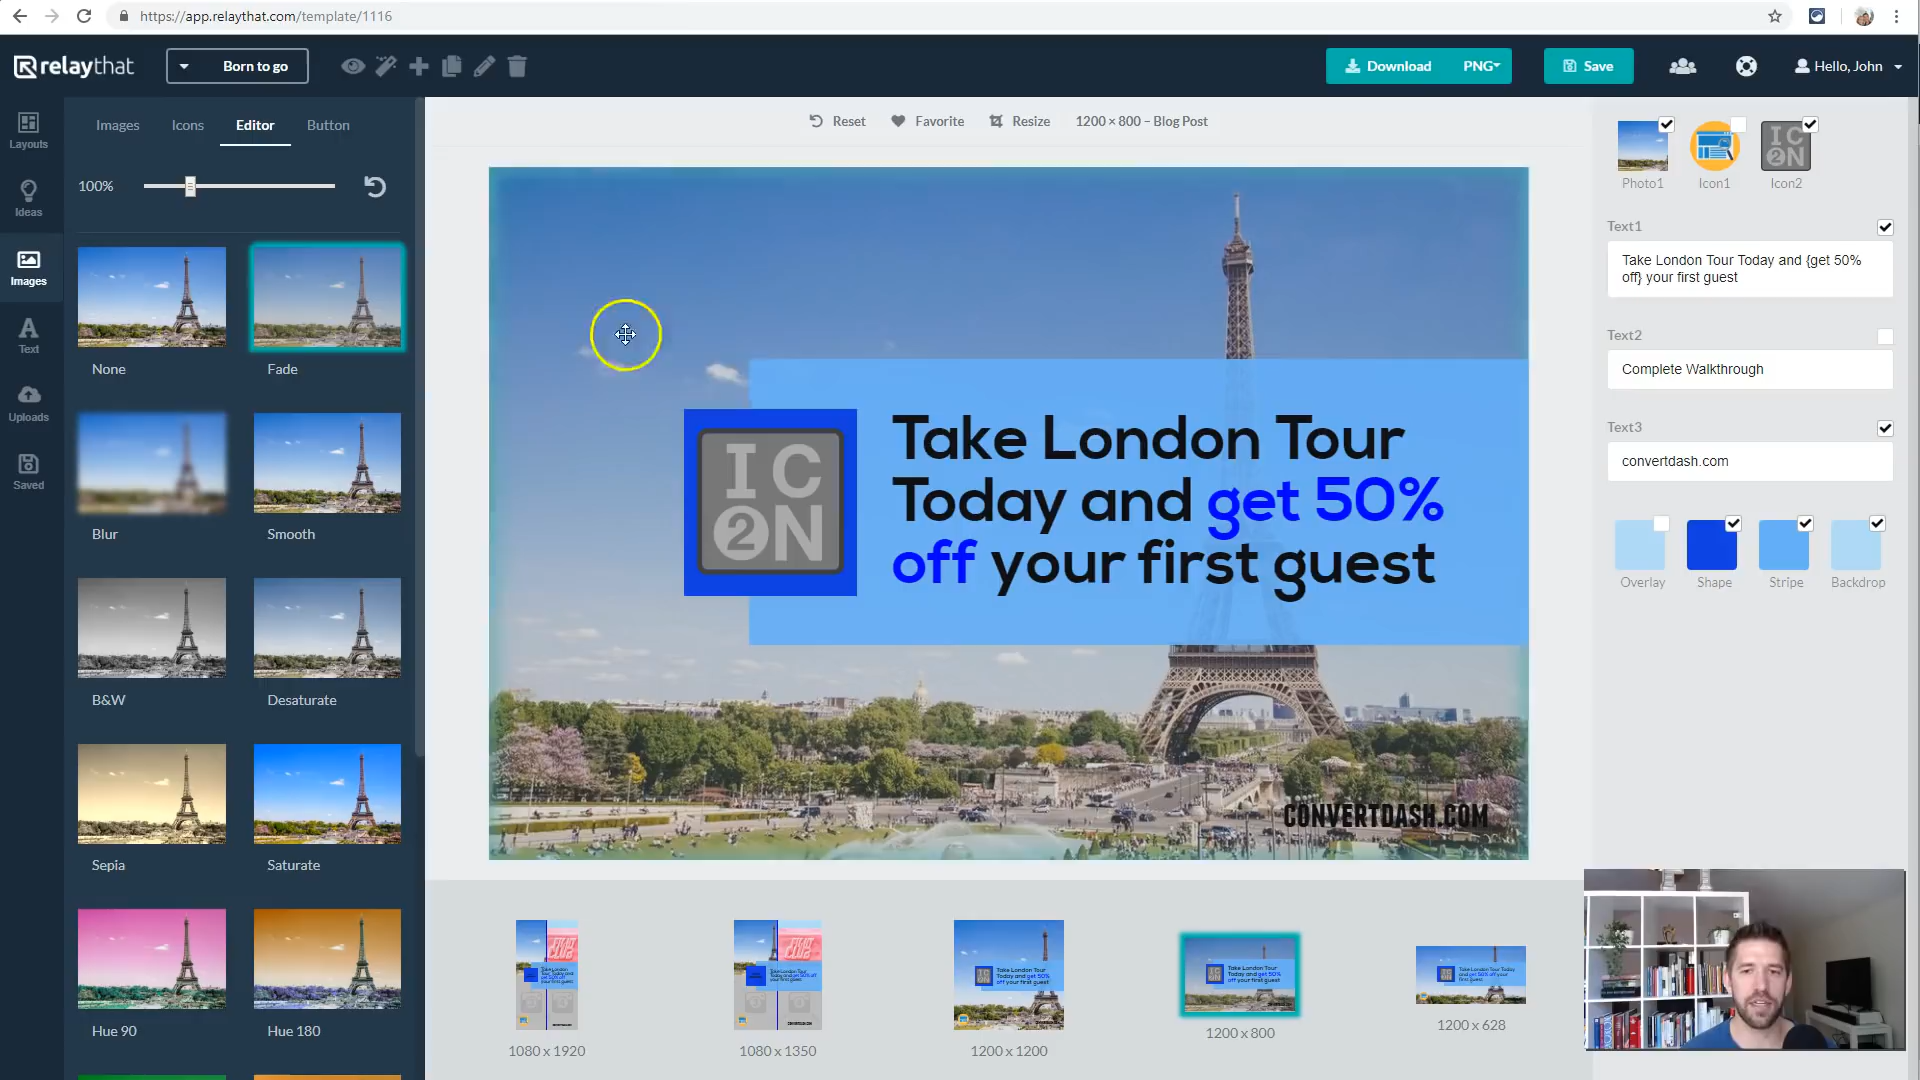 https://app.relaythat.com/template/1116
relaythat
Born to go
Download
PNG
Save
Hello, John
Layouts
Ideas
Images
Text
Uploads
Saved
Images
Icons
Editor
Button
100%
None
Fade
Blur
Smooth
B&W
Desaturate
Sepia
Saturate
Hue 90
Hue 180
Reset
Favorite
Resize
1200 × 800 – Blog Post
IC
2N
Take London Tour
Today and get 50%
off your first guest
CONVERTDASH.COM
1080 x 1920
1080 x 1350
1200 x 1200
1200 x 800
1200 x 628
IC
2N
Photo1
Icon1
Icon2
Text1
Take London Tour Today and {get 50%
off} your first guest
Text2
Complete Walkthrough
Text3
convertdash.com
Overlay
Shape
Stripe
Backdrop